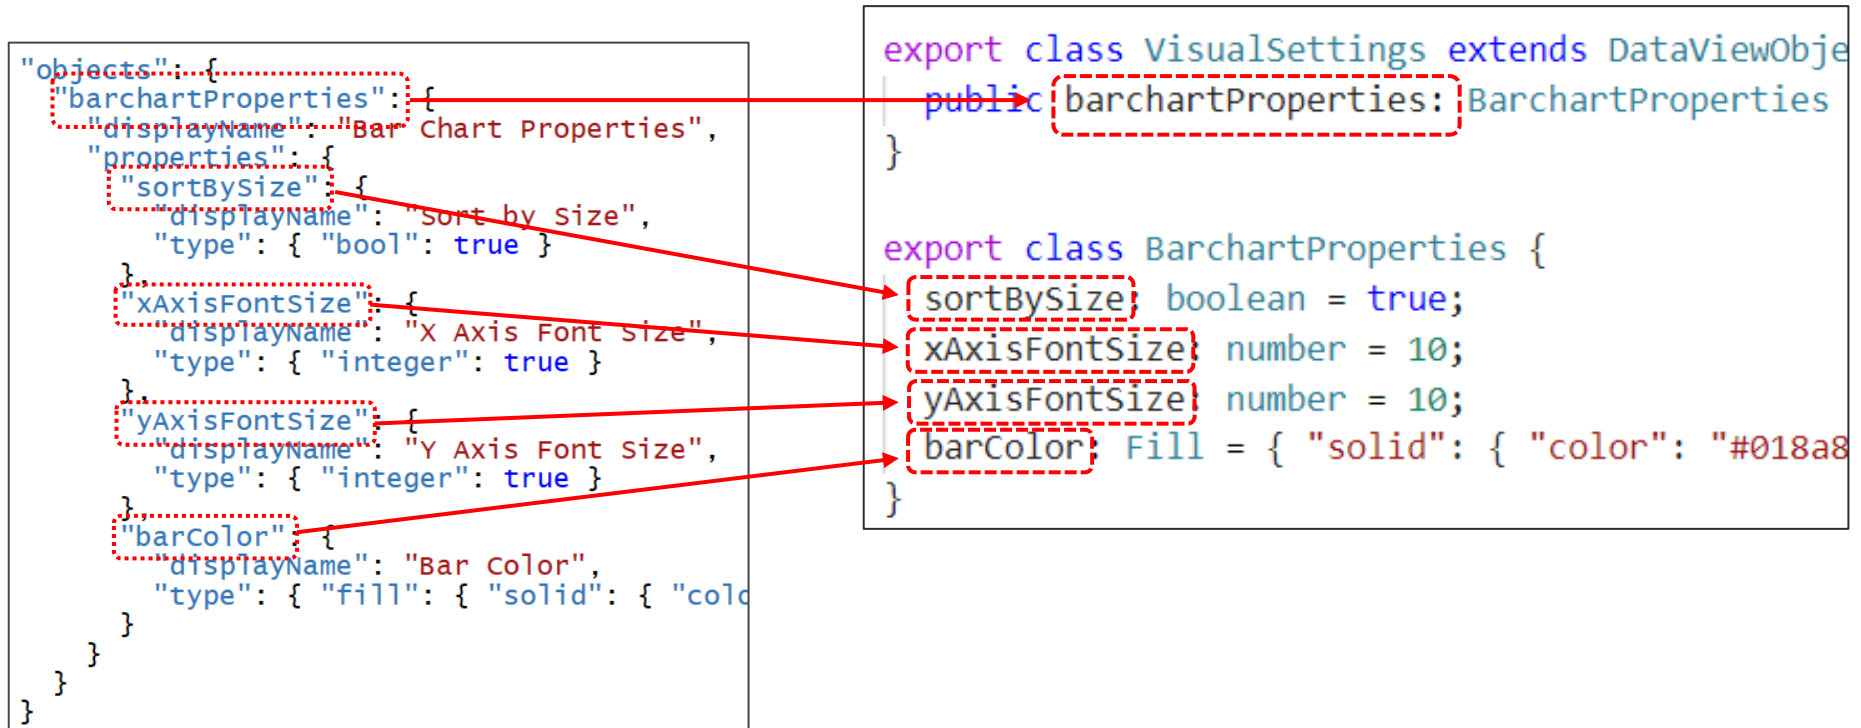 "objects": {
"barchartProperties": {
"displayName": "Bar Chart Properties",
"properties": {
"sortBySize": {
"displayName": "Sort by Size",
"type": { "bool": true }
},
"xAxisFontSize": {
"displayName": "X Axis Font Size",
"type": { "integer": true }
},
"yAxisFontSize": {
"displayName": "Y Axis Font Size",
"type": { "integer": true }
},
"barColor": {
"displayName": "Bar Color",
"type": { "fill": { "solid": {
}
}
}
}
export class VisualSettings extends
public barchartProperties: BarchartProperties
}
export class BarchartProperties {
sortBySize: boolean = true;
xAxisFontSize: number = 10;
yAxisFontSize: number = 10;
barColor: Fill = { "solid": { "color": "#018a8
}